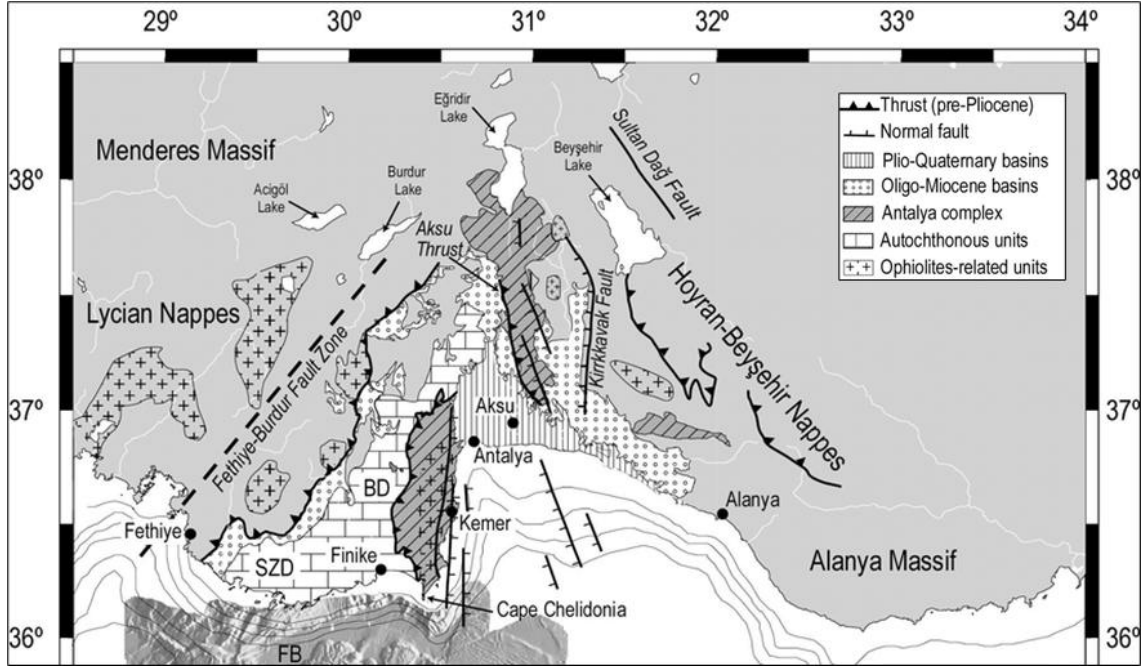 29º 30º 31º 32º 33º 34º
Eğridir
Lake
Sultan Dağ Fault
Thrust (pre-Pliocene)
Normal fault
Plio-Quaternary basins
Oligo-Miocene basins
Antalya complex
Autochthonous units
Ophiolites-related units
Menderes Massif
Beyşehir
Lake
38º
38º
Acigöl
Lake
Burdur
Lake
Aksu
Thrust
Lycian Nappes
Fethiye-Burdur Fault Zone
Kırrkkavak Fault
Hoyran-Beyşehir Nappes
37º
37º
Aksu
Antalya
BD
Kemer
Alanya
Fethiye
SZD
Finike
Alanya Massif
Cape Chelidonia
36º
36º
FB